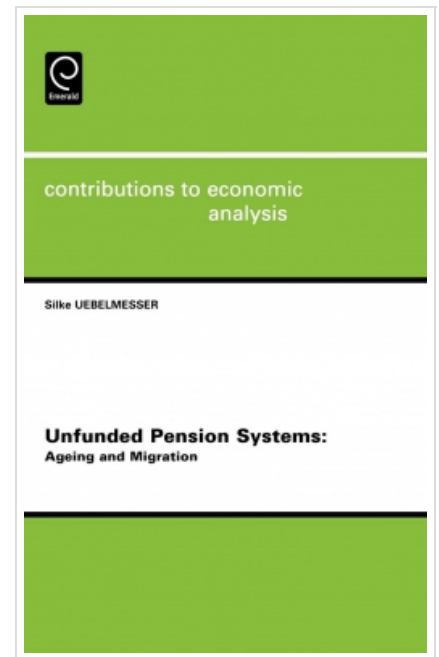 Emerald
contributions to economic
analysis
Silke UEBELMESSER
Unfunded Pension Systems:
Ageing and Migration